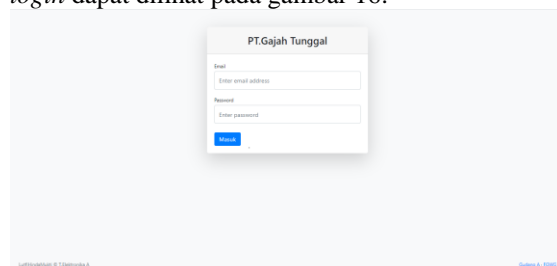 login dapat dilihat pada gambar 16.
PT.Gajah Tunggal
Email
Enter email address
Password
Enter password
Masuk